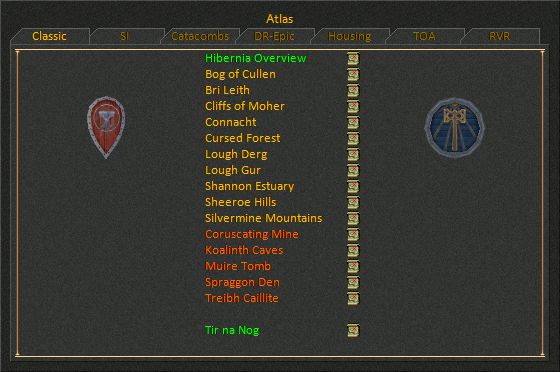 Atlas
Classic SI Catacombs DR-Epic Housing TOA RVR
Hibernia Overview
Bog of Cullen
Bri Leith
Cliffs of Moher
Connacht
Cursed Forest
Lough Derg
Lough Gur
Shannon Estuary
Sheeroe Hills
Silvermine Mountains
Coruscating Mine
Koalinth Caves
Muire Tomb
Spraggon Den
Treibh Caillite
Tir na Nog